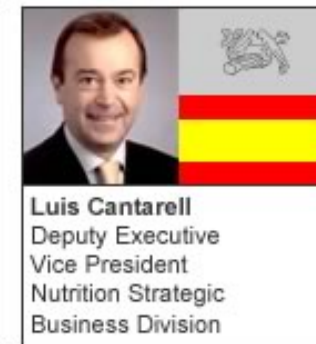 Luis Cantarell
Deputy Executive
Vice President
Nutrition Strategic
Business Division